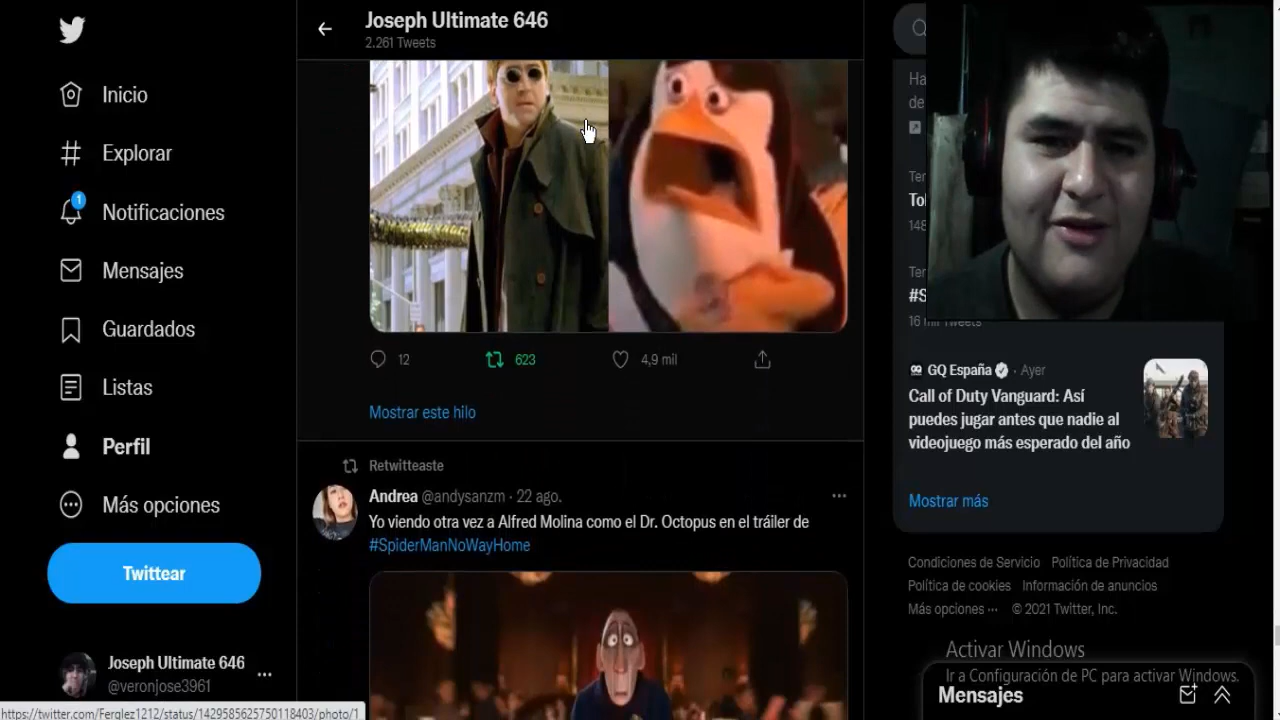 Joseph Ultimate 646
2.261 Tweets
Inicio
Explorar
1
Notificaciones
Mensajes
Guardados
Listas
Perfil
Más opciones
Twittear
Joseph Ultimate 646
@veronjose3961
https://twitter.com/Ferglez1212/status/1429585625750118403/photo/1
12
623
4,9 mil
Mostrar este hilo
Retwitteaste
Andrea @andysanzm · 22 ago.
Yo viendo otra vez a Alfred Molina como el Dr. Octopus en el tráiler de
#SpiderManNoWayHome
de
16 mil Tweets
GQ España · Ayer
Call of Duty Vanguard: Así
puedes jugar antes que nadie al
videojuego más esperado del año
Mostrar más
Condiciones de Servicio Política de Privacidad
Política de cookies Información de anuncios
Más opciones ··· © 2021 Twitter, Inc.
Activar Windows
Ir a Configuración de PC para activar Windows.
Mensajes